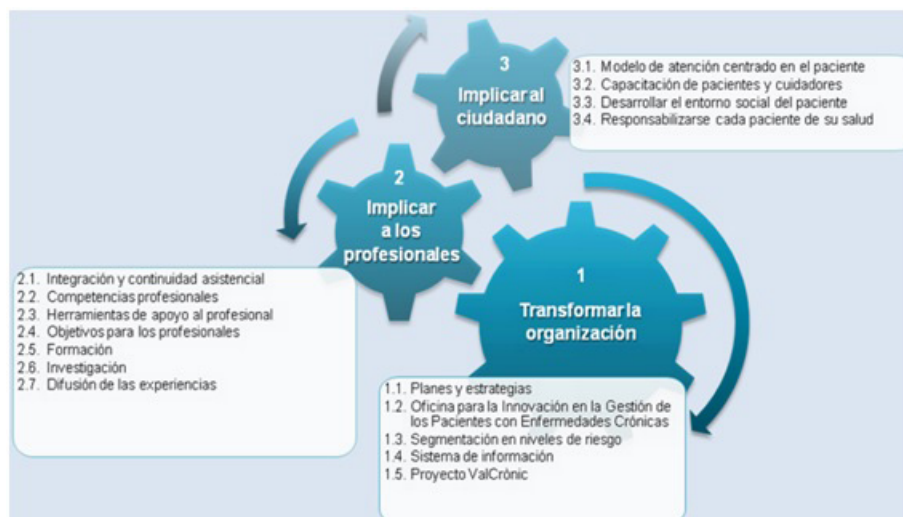 3
Implicar al
ciudadano
3.1. Modelo de atención centrado en el paciente
3.2. Capacitación de pacientes y cuidadores
3.3. Desarrollar el entorno social del paciente
3.4. Responsabilizarse cada paciente de su salud
2
Implicar
a los
profesionales
2.1. Integración y continuidad asistencial
2.2. Competencias profesionales
2.3. Herramientas de apoyo al profesional
2.4. Objetivos para los profesionales
2.5. Formación
2.6. Investigación
2.7. Difusión de las experiencias
1
Transformar la
organización
1.1. Planes y estrategias
1.2. Oficina para la Innovación en la Gestión de
los Pacientes con Enfermedades Crónicas
1.3. Segmentación en niveles de riesgo
1.4. Sistema de información
1.5. Proyecto ValCrònic